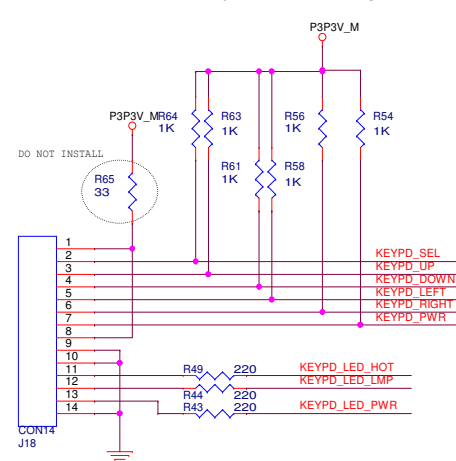 P3P3V_M
P3P3V_M
R64
1K
R63
1K
R56
1K
R54
1K
DO NOT INSTALL
R65
33
R61
1K
R58
1K
1
2
3
4
5
6
7
8
9
10
11
12
13
14
KEYPD_SEL
KEYPD_UP
KEYPD_DOWN
KEYPD_LEFT
KEYPD_RIGHT
KEYPD_PWR
R49
220
KEYPD_LED_HOT
R44
220
KEYPD_LED_LMP
R43
220
KEYPD_LED_PWR
CON14
J18